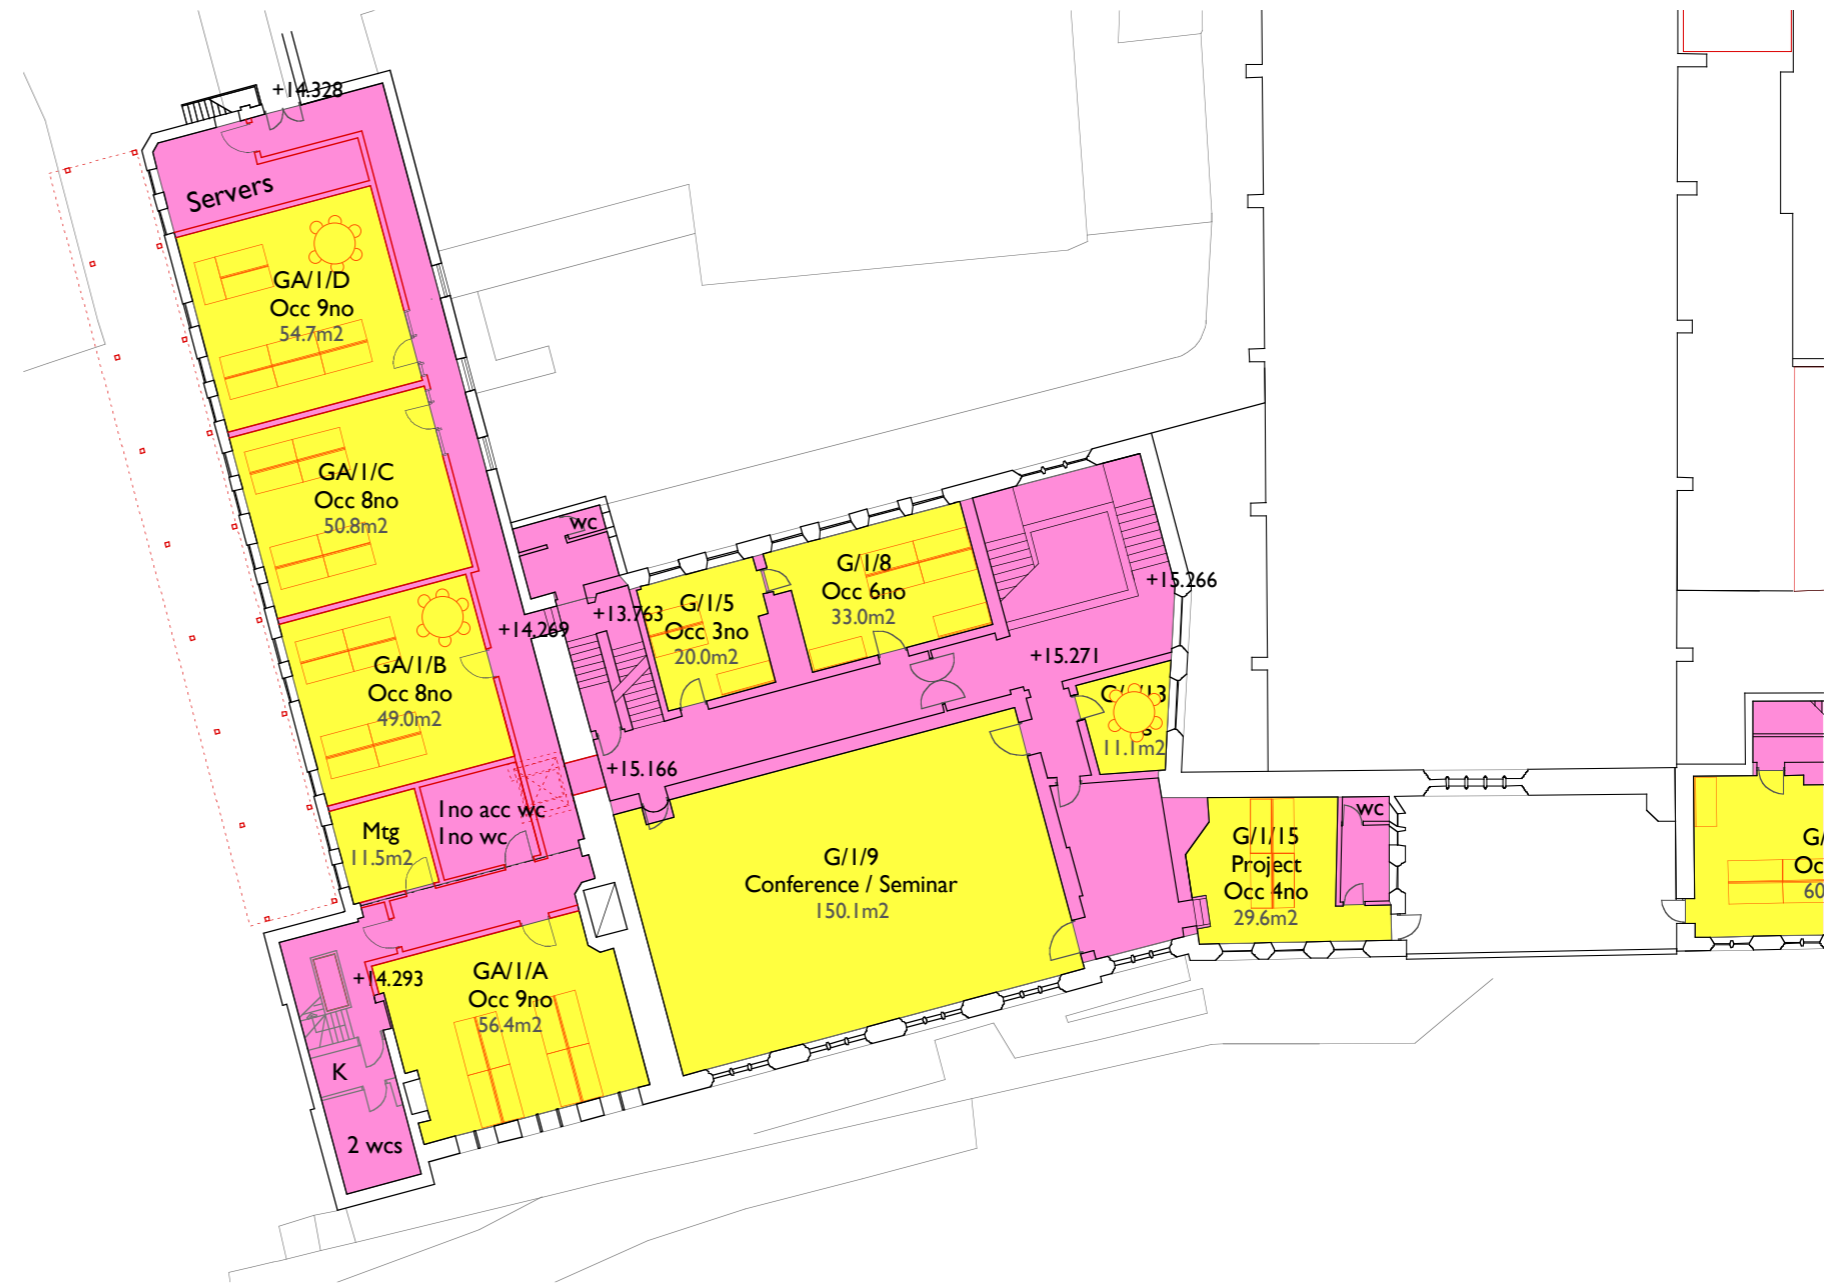 +14.328
Servers
GA/1/D
Occ 9no
54.7m2
GA/1/C
Occ 8no
50.8m2
wc
+13.763
+14.269
G/1/5
Occ 3no
20.0m2
G/1/8
Occ 6no
33.0m2
+15.266
+15.271
GA/1/B
Occ 8no
49.0m2
11.1m2
+15.166
1no acc wc
1no wc
Mtg
11.5m2
G/1/9
Conference / Seminar
150.1m2
G/1/15
Project
Occ 4no
29.6m2
wc
G/
Oc
60
GA/1/A
Occ 9no
56.4m2
+14.293
K
2 wcs